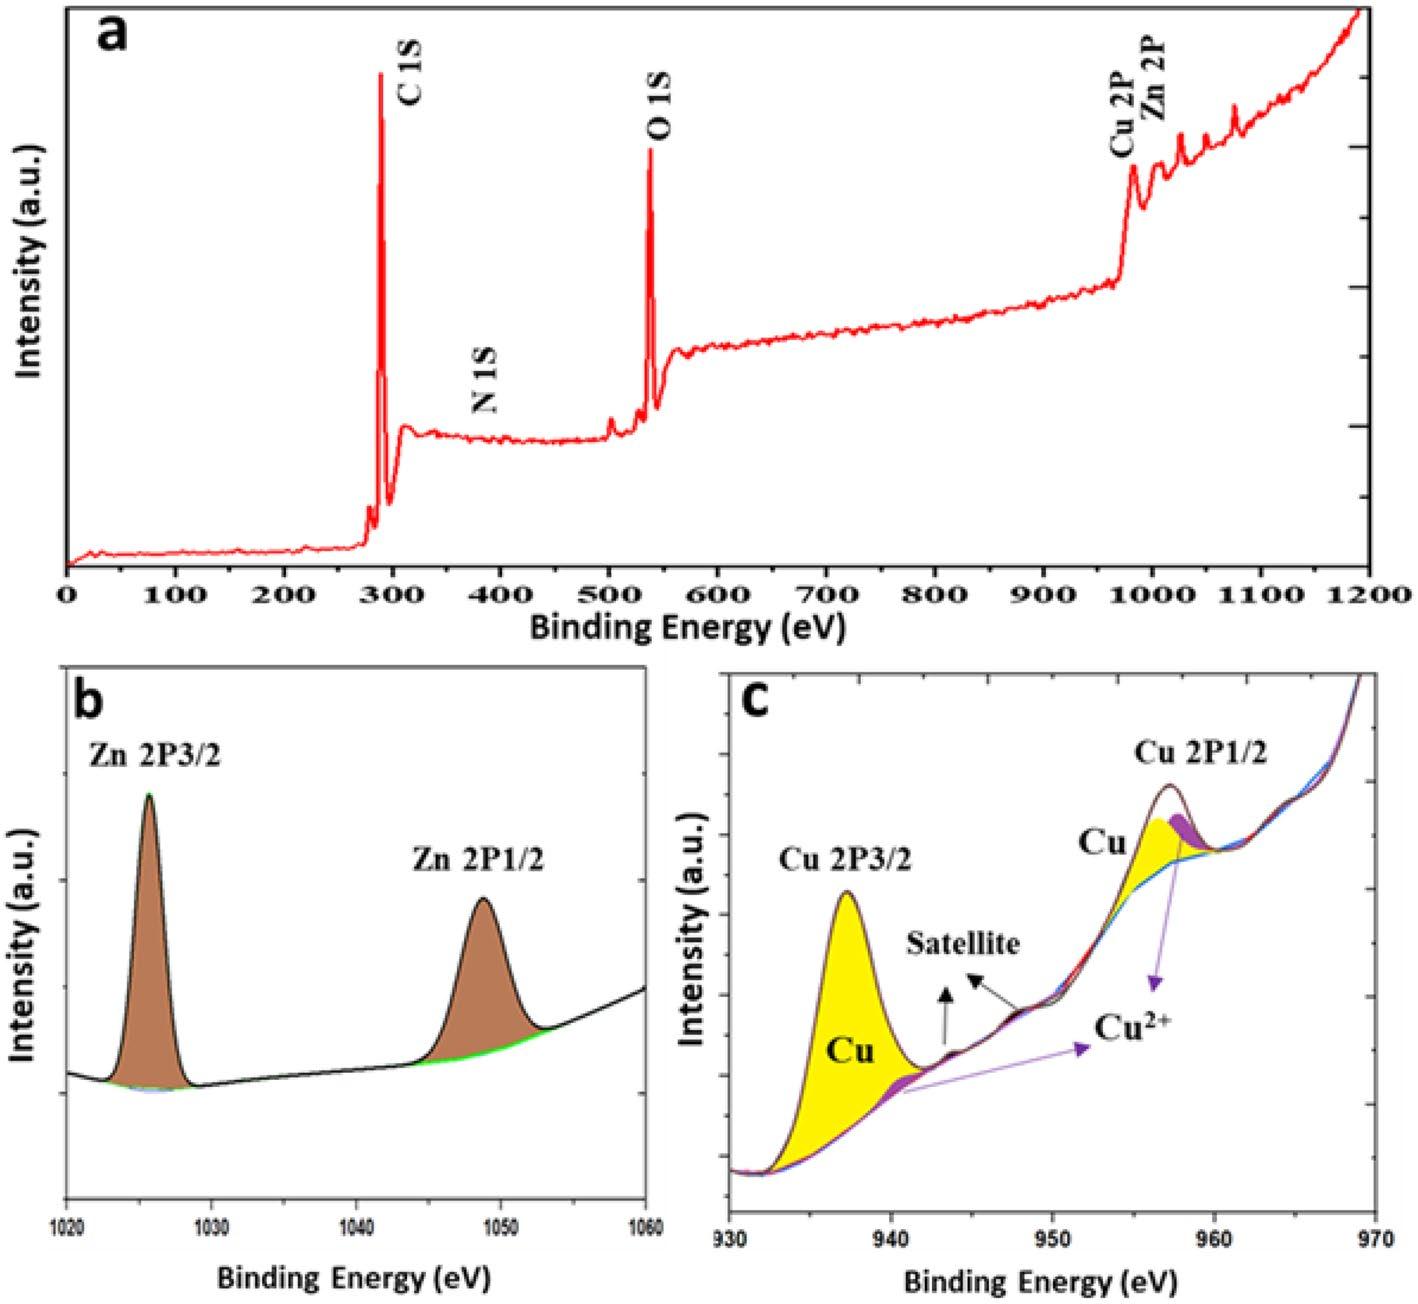 a
C 1S
N 1S
O 1S
Cu 2P
Zn 2P
Intensity (a.u.)
0 100 200 300 400 500 600 700 800 900 1000 1100 1200
Binding Energy (eV)
b
Zn 2P3/2
Zn 2P1/2
Intensity (a.u.)
1020 1030 1040 1050 1060
Binding Energy (eV)
c
Cu 2P1/2
Cu
Cu 2P3/2
Satellite
Cu²⁺
Cu
Intensity (a.u.)
930 940 950 960 970
Binding Energy (eV)